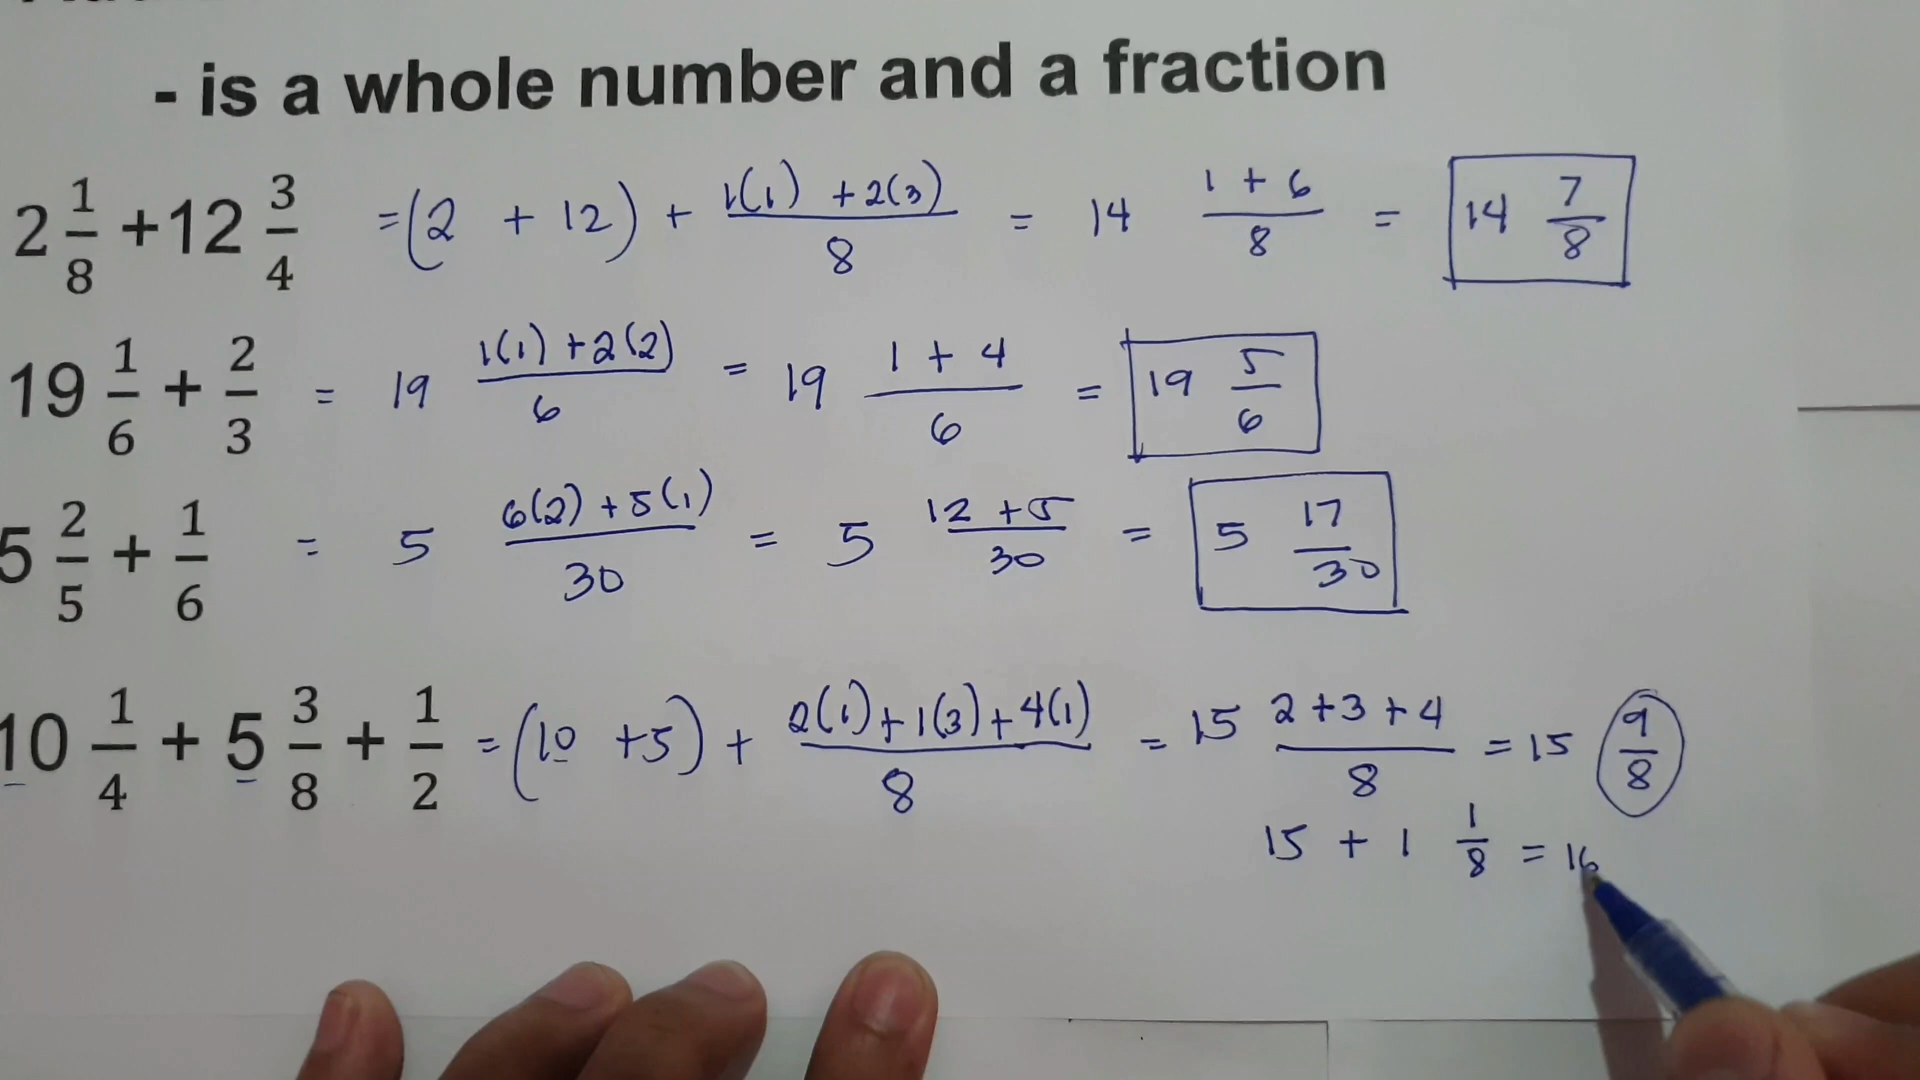 - is a whole number and a fraction
2 1/8 + 12 3/4 = (2 + 12) + 1(1) + 2(3)/8 = 14 1 + 6/8 = 14 7/8
19 1/6 + 2/3 = 19 1(1) + 2(2)/6 = 19 1 + 4/6 = 19 5/6
5 2/5 + 1/6 = 5 6(2) + 5(1)/30 = 5 12 + 5/30 = 5 17/30
10 1/4 + 5 3/8 + 1/2 = (10 + 5) + 2(1) + 1(3) + 4(1)/8 = 15 2 + 3 + 4/8 = 15 9/8
15 + 1 1/8 = 16